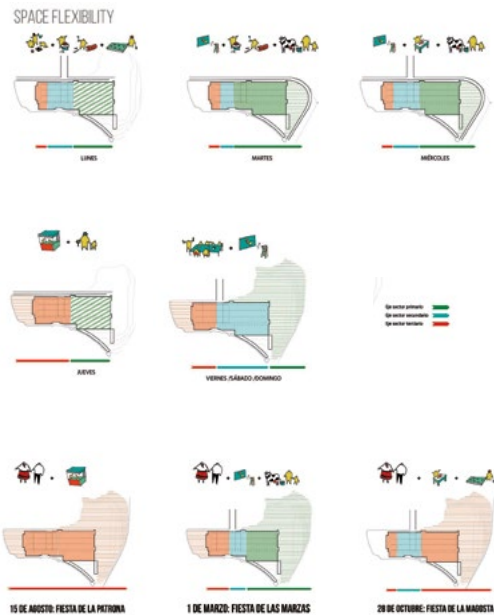 SPACE FLEXIBILITY
LUNES
MARTES
MIÉRCOLES
JUEVES
VIERNES /SÁBADO /DOMINGO
Eje sector primario
Eje sector secundario
Eje sector terciario
15 DE AGOSTO: FIESTA DE LA PATRONA
1 DE MARZO: FIESTA DE LAS MARZAS
28 DE OCTUBRE: FIESTA DE LA MAGOSTA